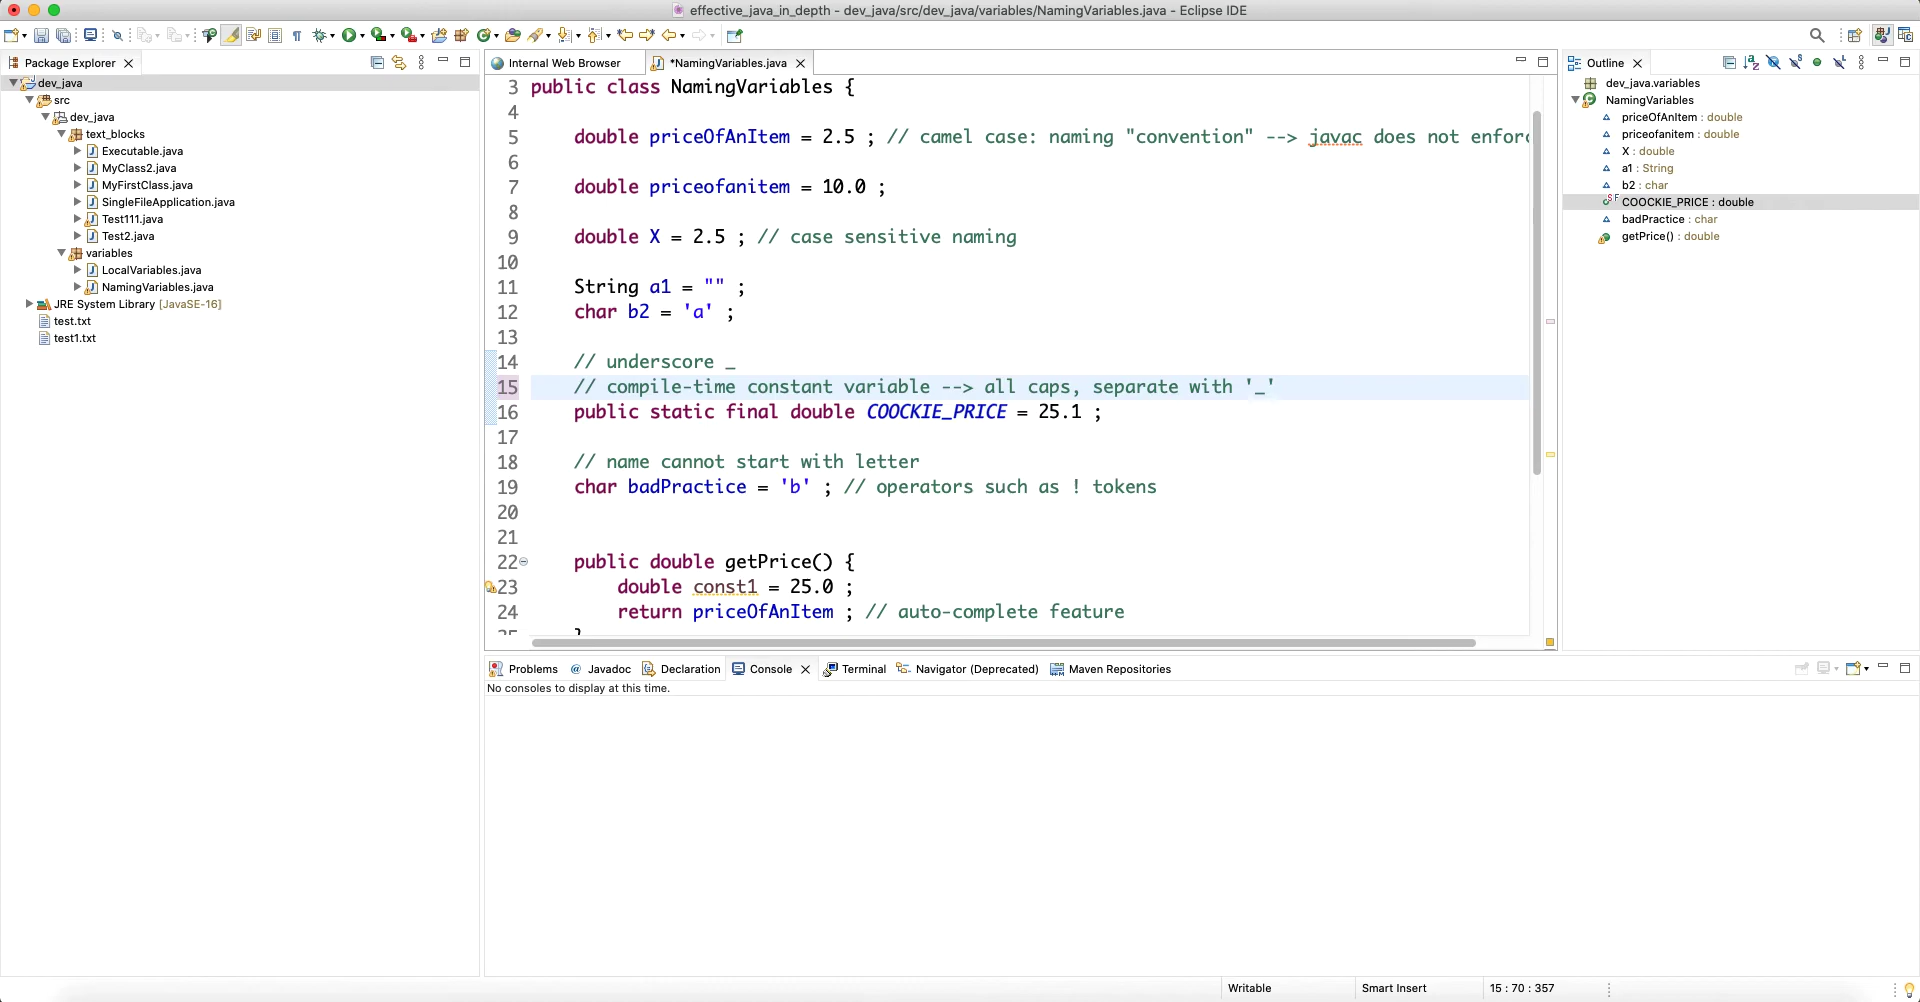 effective_java_in_depth - dev_java/src/dev_java/variables/NamingVariables.java - Eclipse IDE
Package Explorer
dev_java
src
dev_java
text_blocks
Executable.java
MyClass2.java
MyFirstClass.java
SingleFileApplication.java
Test111.java
Test2.java
variables
LocalVariables.java
NamingVariables.java
JRE System Library [JavaSE-16]
test.txt
test1.txt
Internal Web Browser
*NamingVariables.java
3 public class NamingVariables {
4
5 double priceOfAnItem = 2.5 ; // camel case: naming "convention" --> javac does not enforc
6
7 double priceofanitem = 10.0 ;
8
9 double X = 2.5 ; // case sensitive naming
10
11 String a1 = "" ;
12 char b2 = 'a' ;
13
14 // underscore _
15 // compile-time constant variable --> all caps, separate with '_'
16 public static final double COOCKIE_PRICE = 25.1 ;
17
18 // name cannot start with letter
19 char badPractice = 'b' ; // operators such as ! tokens
20
21
22 public double getPrice() {
23 double const1 = 25.0 ;
24 return priceOfAnItem ; // auto-complete feature
25 }
Outline
dev_java.variables
NamingVariables
priceOfAnItem : double
priceofanitem : double
X : double
a1 : String
b2 : char
COOCKIE_PRICE : double
badPractice : char
getPrice() : double
Problems
Javadoc
Declaration
Console
Terminal
Navigator (Deprecated)
Maven Repositories
No consoles to display at this time.
Writable
Smart Insert
15 : 70 : 357